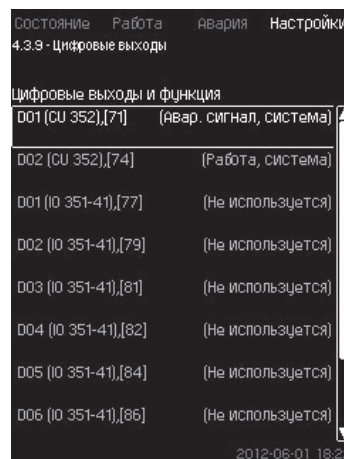 Состояние Работа Авария Настройки
4.3.9 - Цифровые выходы
Цифровые выходы и функция
DO1 (CU 352),[71] (Авар. сигнал, система)
DO2 (CU 352),[74] (Работа, система)
DO1 (IO 351-41),[77] (Не используется)
DO2 (IO 351-41),[79] (Не используется)
DO3 (IO 351-41),[81] (Не используется)
DO4 (IO 351-41),[82] (Не используется)
DO5 (IO 351-41),[84] (Не используется)
DO6 (IO 351-41),[86] (Не используется)
2012-06-01 18:2